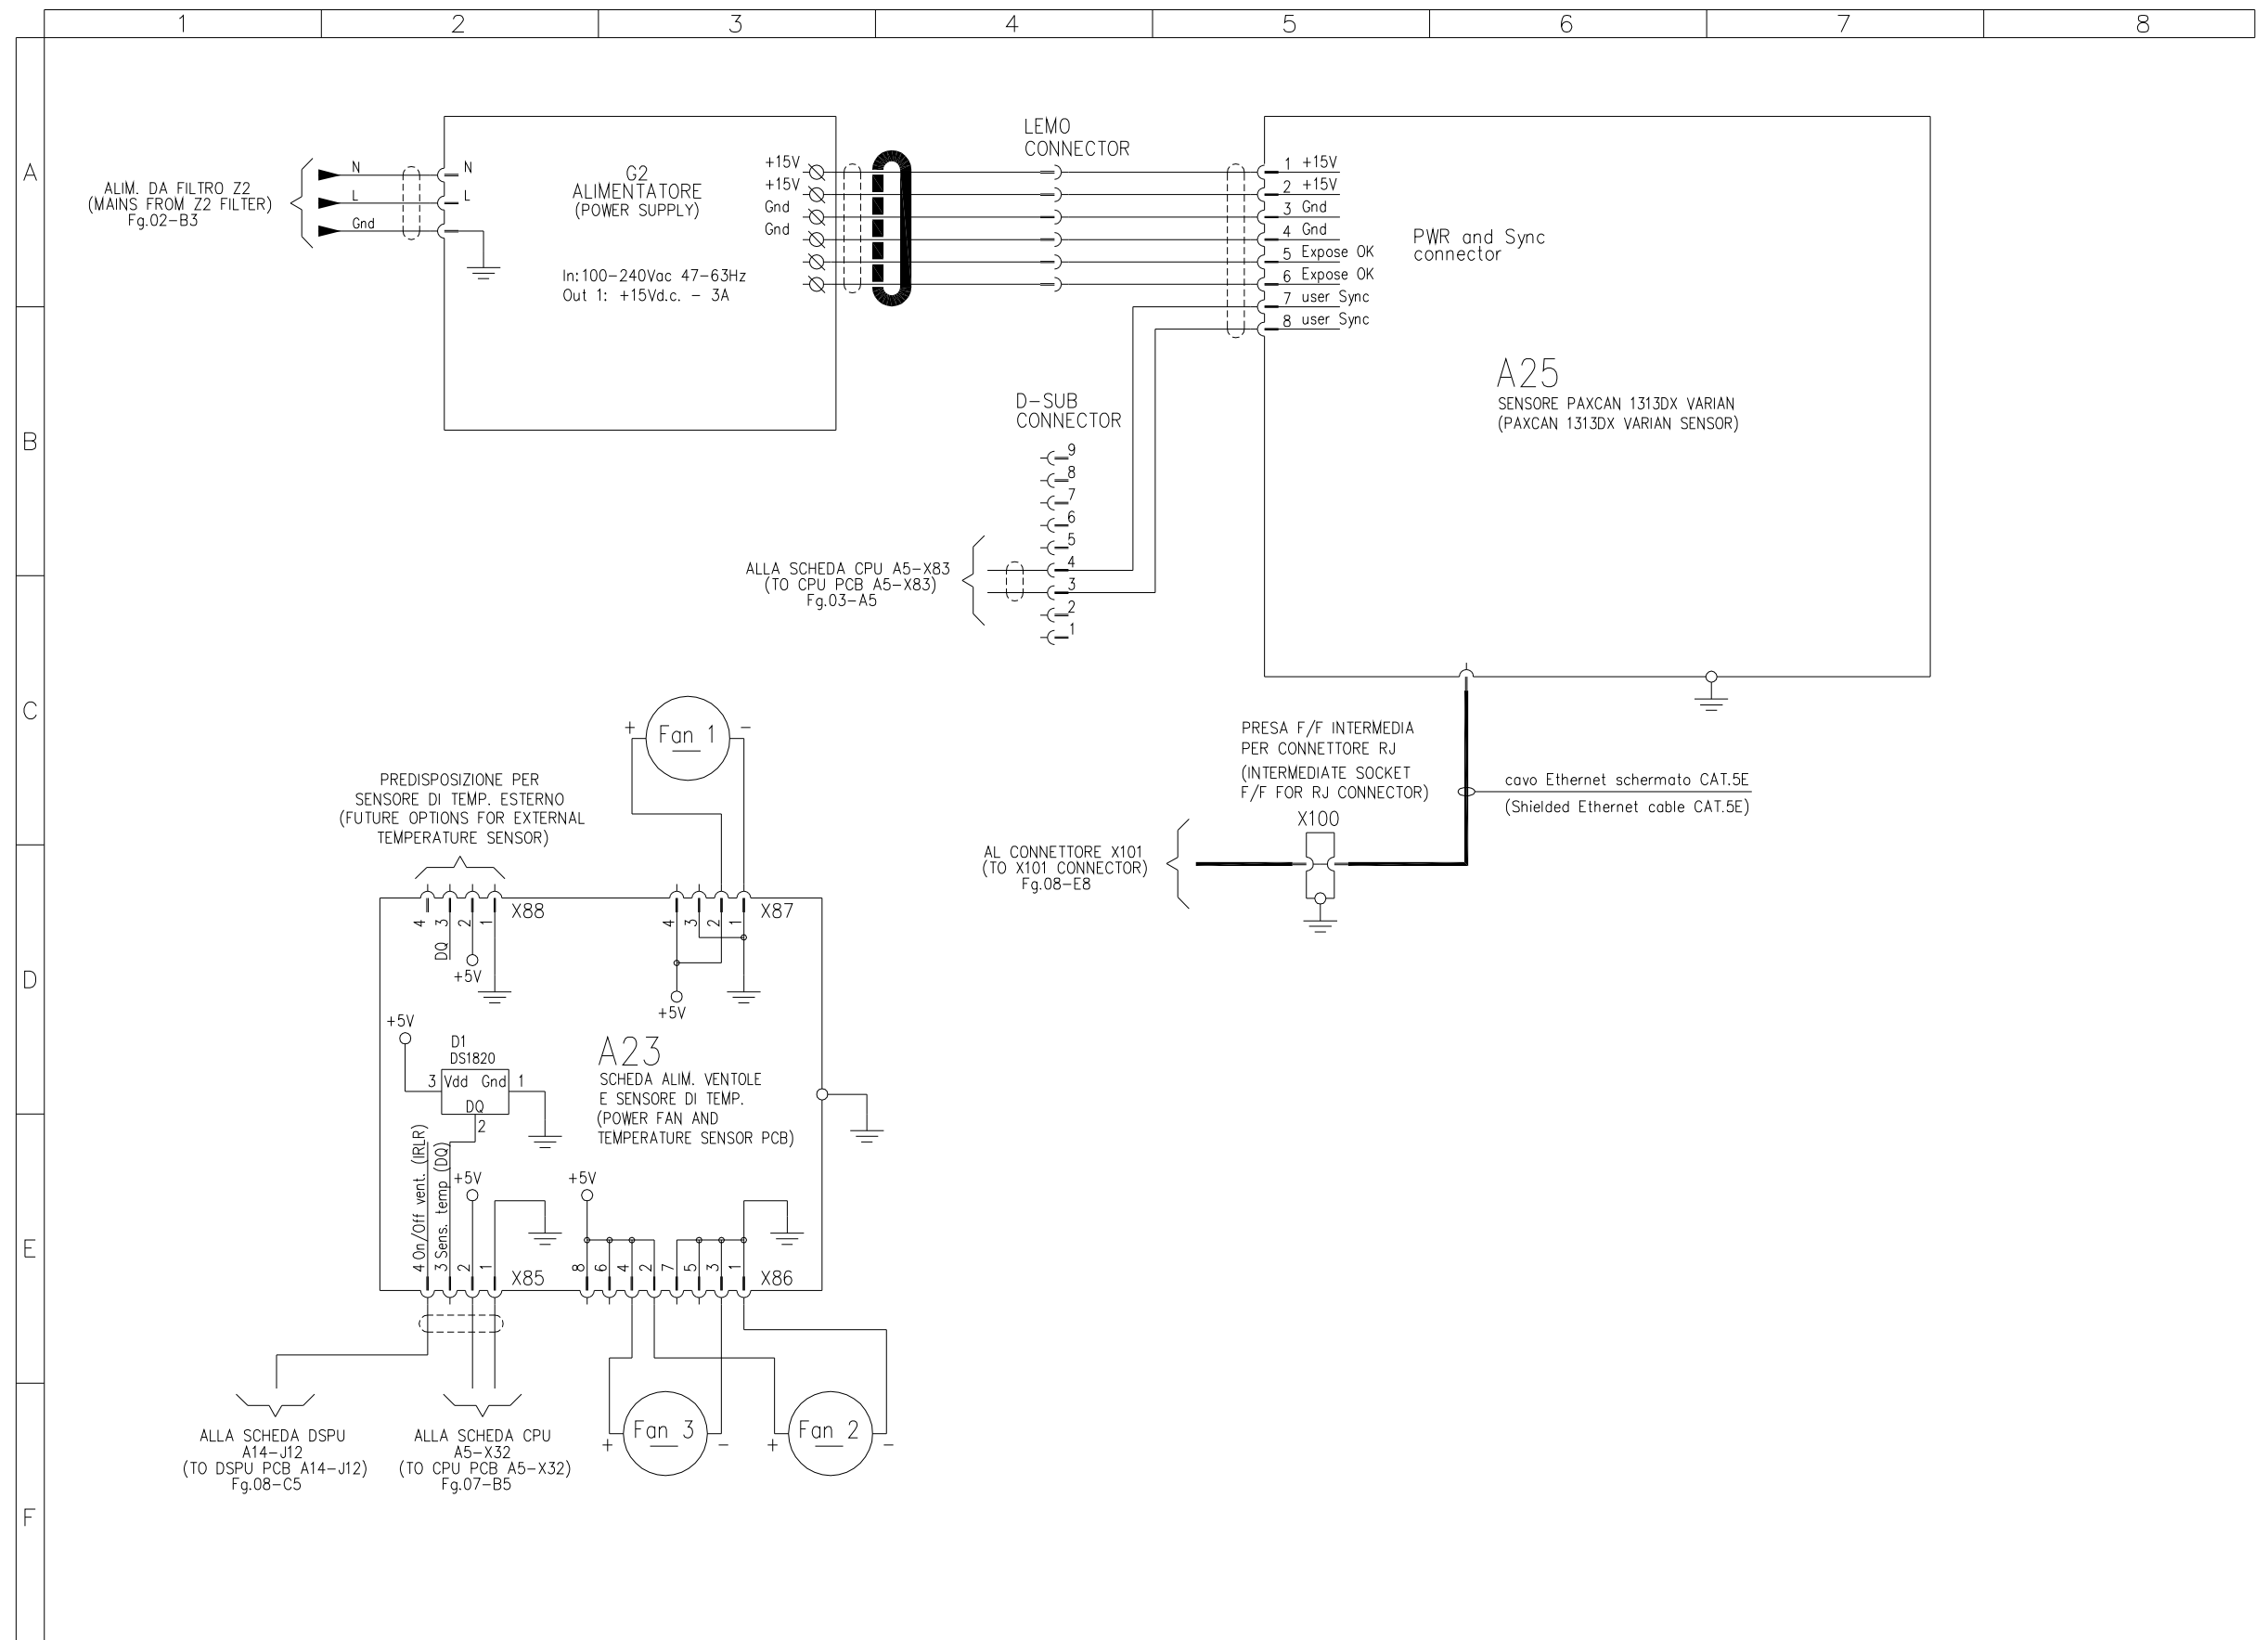 1 2 3 4 5 6 7 8
A
B
C
D
E
F
ALIM. DA FILTRO Z2
(MAINS FROM Z2 FILTER)
Fg.02-B3
N
L
Gnd
N
L
G2
ALIMENTATORE
(POWER SUPPLY)
In:100-240Vac 47-63Hz
Out 1: +15Vd.c. - 3A
+15V
+15V
Gnd
Gnd
LEMO
CONNECTOR
1 +15V
2 +15V
3 Gnd
4 Gnd
5 Expose OK
6 Expose OK
7 user Sync
8 user Sync
PWR and Sync
connector
A25
SENSORE PAXCAN 1313DX VARIAN
(PAXCAN 1313DX VARIAN SENSOR)
D-SUB
CONNECTOR
9
8
7
6
5
4
3
2
1
ALLA SCHEDA CPU A5-X83
(TO CPU PCB A5-X83)
Fg.03-A5
PRESA F/F INTERMEDIA
PER CONNETTORE RJ
(INTERMEDIATE SOCKET
F/F FOR RJ CONNECTOR)
X100
cavo Ethernet schermato CAT.5E
(Shielded Ethernet cable CAT.5E)
AL CONNETTORE X101
(TO X101 CONNECTOR)
Fg.08-E8
+ Fan 1 -
PREDISPOSIZIONE PER
SENSORE DI TEMP. ESTERNO
(FUTURE OPTIONS FOR EXTERNAL
TEMPERATURE SENSOR)
4 3 2 1 X88
DQ
+5V
4 3 2 1 X87
+5V
+5V
D1
DS1820
3 Vdd Gnd 1
DQ
2
A23
SCHEDA ALIM. VENTOLE
E SENSORE DI TEMP.
(POWER FAN AND
TEMPERATURE SENSOR PCB)
4 On/Off vent. (IRLR)
3 Sens. temp (DQ)
+5V
2 1 X85
+5V
8 6 4 2 7 5 3 1 X86
+ Fan 3 -
+ Fan 2 -
ALLA SCHEDA DSPU
A14-J12
(TO DSPU PCB A14-J12)
Fg.08-C5
ALLA SCHEDA CPU
A5-X32
(TO CPU PCB A5-X32)
Fg.07-B5